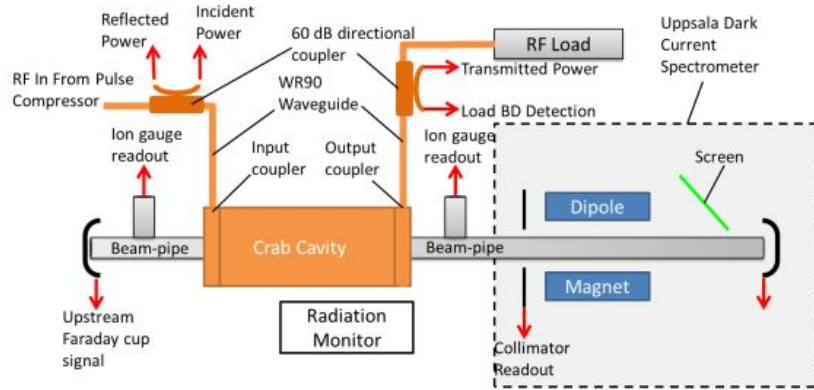 Reflected
Power
Incident
Power
60 dB directional
coupler
RF Load
Uppsala Dark
Current
Spectrometer
RF In From Pulse
Compressor
WR90
Waveguide
Transmitted Power
Load BD Detection
Ion gauge
readout
Input
coupler
Output
coupler
Ion gauge
readout
Screen
Dipole
Beam-pipe
Crab Cavity
Beam-pipe
Magnet
Upstream
Faraday cup
signal
Radiation
Monitor
Collimator
Readout